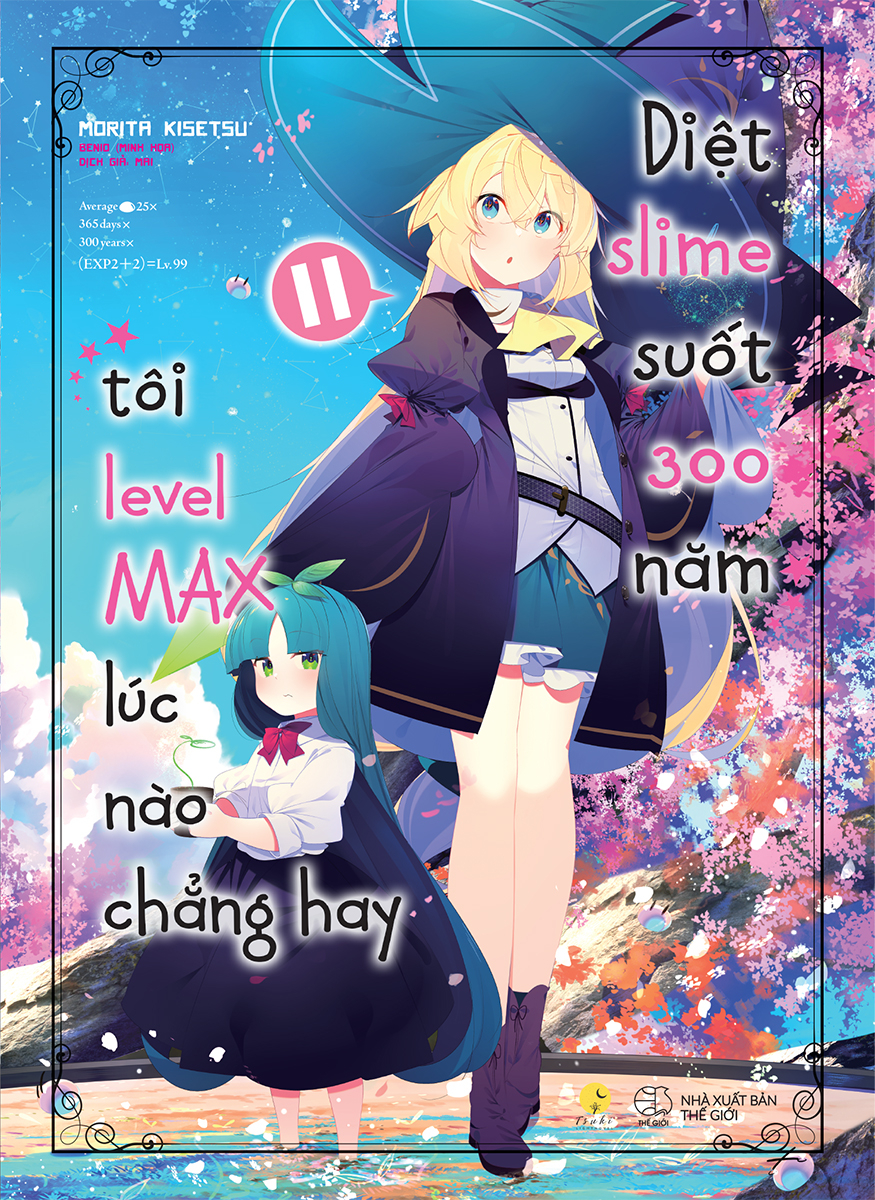 MORITA KISETSU
BENIO (MINH HỌA)
DỊCH GIẢ: MAI
Average 25×
365 days×
300 years×
(EXP2+2)=Lv.99
11
Diệt
slime
suốt
300
năm
tôi
level
MAX
lúc
nào
chẳng hay
Tsuki
LIGHTNOVEL
THẾ GIỚI
NHÀ XUẤT BẢN
THẾ GIỚI